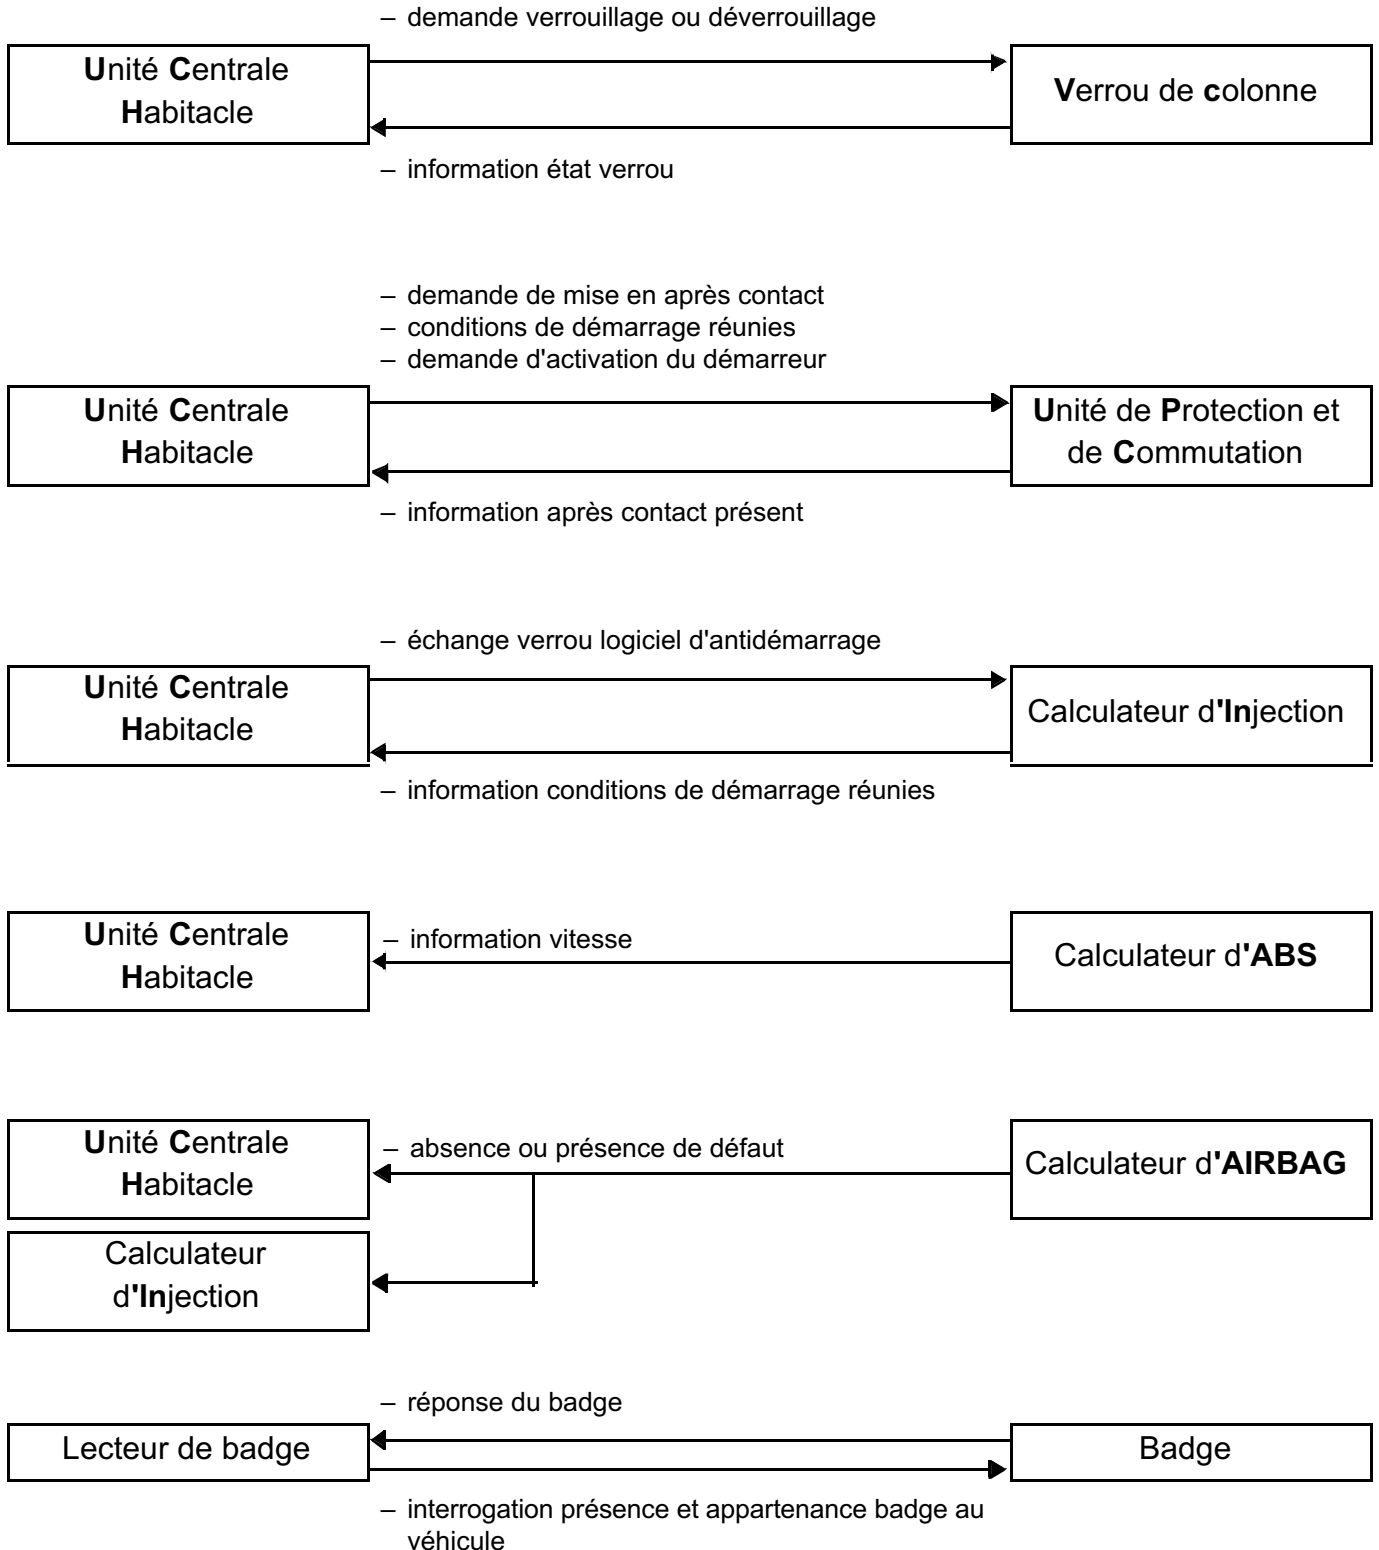 – demande verrouillage ou déverrouillage
Unité Centrale
Habitacle
Verrou de colonne
– information état verrou
– demande de mise en après contact
– conditions de démarrage réunies
– demande d'activation du démarreur
Unité Centrale
Habitacle
Unité de Protection et
de Commutation
– information après contact présent
– échange verrou logiciel d'antidémarrage
Unité Centrale
Habitacle
Calculateur d'Injection
– information conditions de démarrage réunies
Unité Centrale
Habitacle
– information vitesse
Calculateur d'ABS
Unité Centrale
Habitacle
– absence ou présence de défaut
Calculateur d'AIRBAG
Calculateur
d'Injection
– réponse du badge
Lecteur de badge
Badge
– interrogation présence et appartenance badge au
véhicule